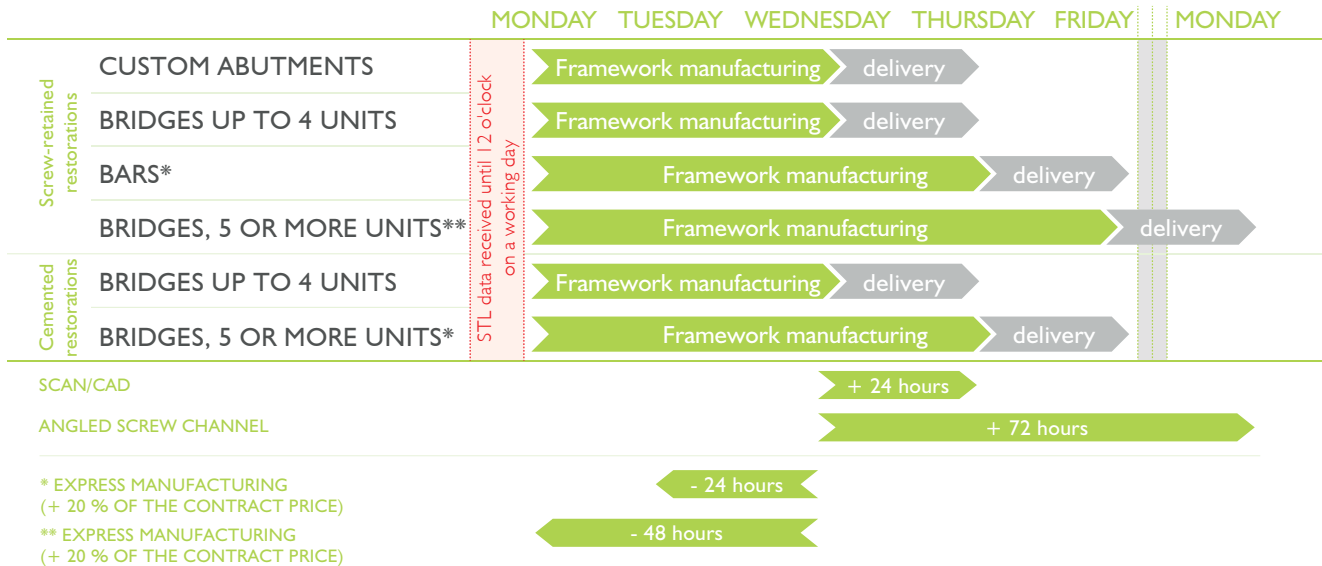 MONDAY TUESDAY WEDNESDAY THURSDAY FRIDAY MONDAY
Screw-retained
restorations
STL data received until 12 o'clock
on a working day
CUSTOM ABUTMENTS Framework manufacturing delivery
BRIDGES UP TO 4 UNITS Framework manufacturing delivery
BARS* Framework manufacturing delivery
BRIDGES, 5 OR MORE UNITS** Framework manufacturing delivery
Cemented
restorations
BRIDGES UP TO 4 UNITS Framework manufacturing delivery
BRIDGES, 5 OR MORE UNITS* Framework manufacturing delivery
SCAN/CAD + 24 hours
ANGLED SCREW CHANNEL + 72 hours
* EXPRESS MANUFACTURING
(+ 20 % OF THE CONTRACT PRICE)
- 24 hours
** EXPRESS MANUFACTURING
(+ 20 % OF THE CONTRACT PRICE)
- 48 hours